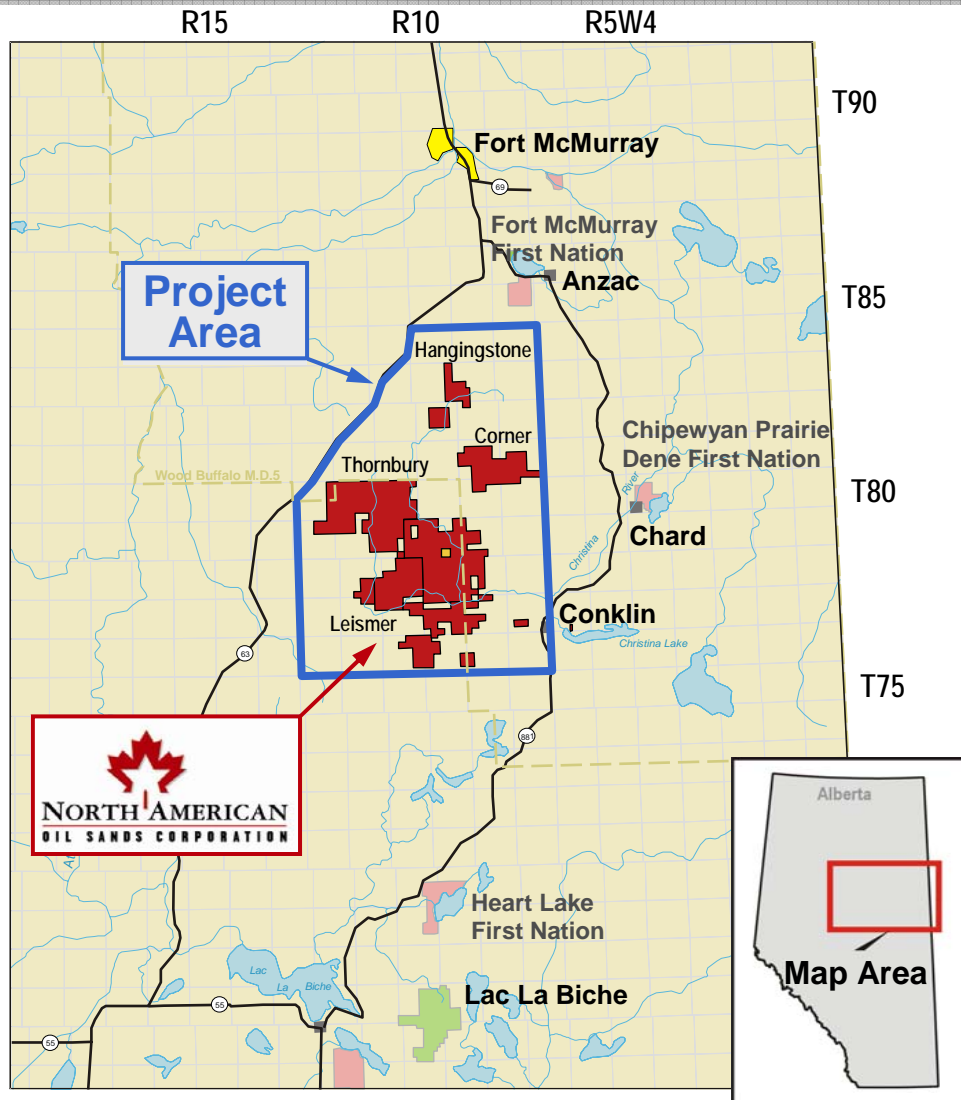 R15 R10 R5W4
T90
Fort McMurray
69
Fort McMurray
First Nation
Anzac
T85
Project
Area
Hangingstone
Corner
Chipewyan Prairie
Dene First Nation
Thornbury
Wood Buffalo M.D.5
River
T80
Chard
Christina
Conklin
Leismer
Christina Lake
63
T75
881
NORTH AMERICAN
OIL SANDS CORPORATION
Alberta
Heart Lake
First Nation
Map Area
Lac
La Biche
Lac La Biche
55
55